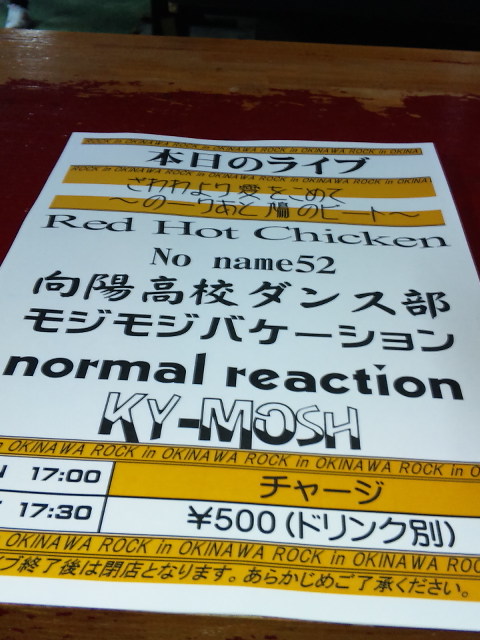 ROCK in OKINAWA ROCK in OKINAWA ROCK in OKINA
本日のライブ
ROCK in OKINAWA ROCK in OKINAWA ROCK in OKINA
ざわわより愛をこめて
～のーりあと腸のビート～
Red Hot Chicken
No name52
向陽高校ダンス部
モジモジバケーション
normal reaction
KY-MOSH
OKINAWA ROCK in OKINAWA ROCK in OKINAWA ROCK in
17:00 チャージ
17:30 ¥500(ドリンク別)
OKINAWA ROCK in OKINAWA ROCK in OKINAWA ROCK
イブ終了後は閉店となります。あらかじめご了承ください。